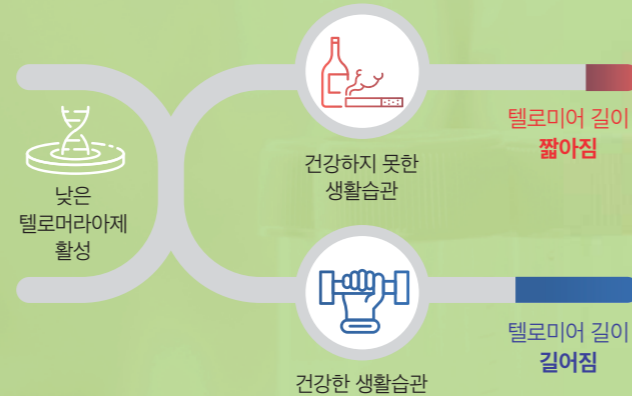 낮은
텔로머라아제
활성
건강하지 못한
생활습관
텔로미어 길이
짧아짐
건강한 생활습관
텔로미어 길이
길어짐